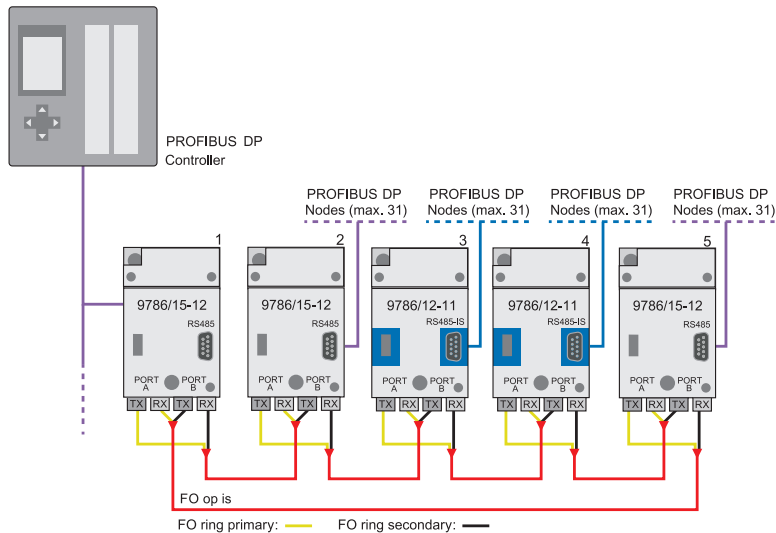 PROFIBUS DP
Controller
PROFIBUS DP
Nodes (max. 31)
PROFIBUS DP
Nodes (max. 31)
PROFIBUS DP
Nodes (max. 31)
PROFIBUS DP
Nodes (max. 31)
1
2
3
4
5
9786/15-12
9786/15-12
9786/12-11
9786/12-11
9786/15-12
RS485
RS485
RS485-IS
RS485-IS
RS485
PORT A
PORT B
PORT A
PORT B
PORT A
PORT B
PORT A
PORT B
PORT A
PORT B
TX RX TX RX
TX RX TX RX
TX RX TX RX
TX RX TX RX
TX RX TX RX
FO op is
FO ring primary:
FO ring secondary: